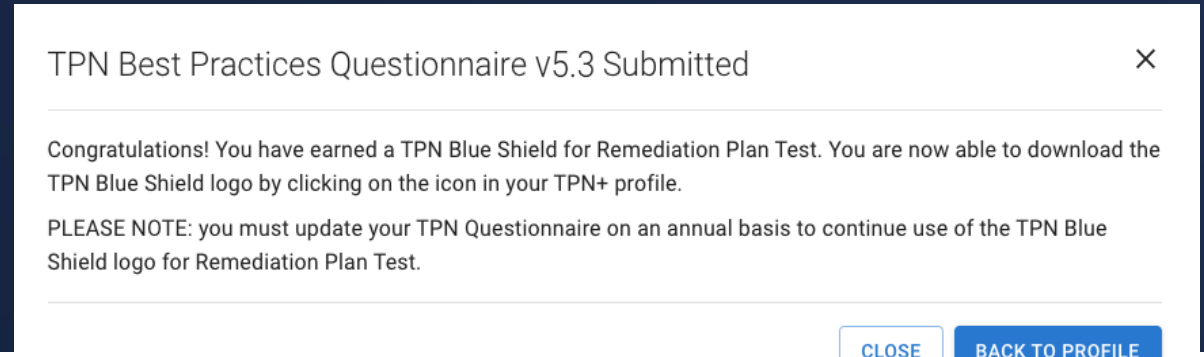 TPN Best Practices Questionnaire v5.3 Submitted
Congratulations! You have earned a TPN Blue Shield for Remediation Plan Test. You are now able to download the
TPN Blue Shield logo by clicking on the icon in your TPN+ profile.
PLEASE NOTE: you must update your TPN Questionnaire on an annual basis to continue use of the TPN Blue
Shield logo for Remediation Plan Test.
CLOSE BACK TO PROFILE